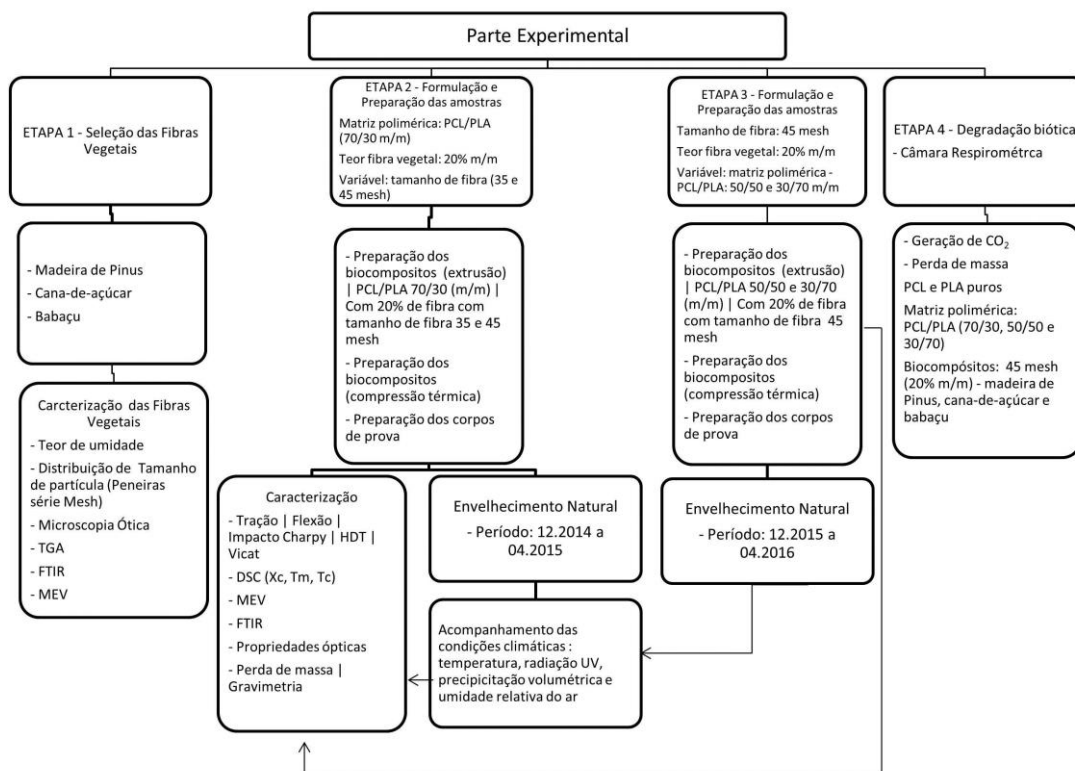 Parte Experimental
ETAPA 1 - Seleção das Fibras
Vegetais
- Madeira de Pinus
- Cana-de-açúcar
- Babaçu
Carcterização das Fibras
Vegetais
- Teor de umidade
- Distribuição de Tamanho
de partícula (Peneiras
série Mesh)
- Microscopia Ótica
- TGA
- FTIR
- MEV
ETAPA 2 - Formulação e
Preparação das amostras
Matriz polimérica: PCL/PLA
(70/30 m/m)
Teor fibra vegetal: 20% m/m
Variável: tamanho de fibra (35 e
45 mesh)
- Preparação dos
biocompositos (extrusão)
| PCL/PLA 70/30 (m/m) |
Com 20% de fibra com
tamanho de fibra 35 e 45
mesh
- Preparação dos
biocompositos
(compressão térmica)
- Preparação dos corpos
de prova
Caracterização
- Tração | Flexão |
Impacto Charpy | HDT |
Vicat
- DSC (Xc, Tm, Tc)
- MEV
- FTIR
- Propriedades ópticas
- Perda de massa |
Gravimetria
Envelhecimento Natural
- Período: 12.2014 a
04.2015
Acompanhamento das
condições climáticas :
temperatura, radiação UV,
precipicitação volumétrica e
umidade relativa do ar
ETAPA 3 - Formulação e
Preparação das amostras
Tamanho de fibra: 45 mesh
Teor fibra vegetal: 20% m/m
Variável: matriz polimérica -
PCL/PLA: 50/50 e 30/70 m/m
- Preparação dos
biocompositos (extrusão)
| PCL/PLA 50/50 e 30/70
(m/m) | Com 20% de fibra
com tamanho de fibra 45
mesh
- Preparação dos
biocompositos
(compressão térmica)
- Preparação dos corpos
de prova
Envelhecimento Natural
- Período: 12.2015 a
04.2016
ETAPA 4 - Degradação biótica
- Câmara Respirométrca
- Geração de CO₂
- Perda de massa
PCL e PLA puros
Matriz polimérica:
PCL/PLA (70/30, 50/50 e
30/70)
Biocompósitos: 45 mesh
(20% m/m) - madeira de
Pinus, cana-de-açúcar e
babaçu